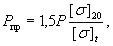 Pпр = 1,5P [σ]20 / [σ]t ,